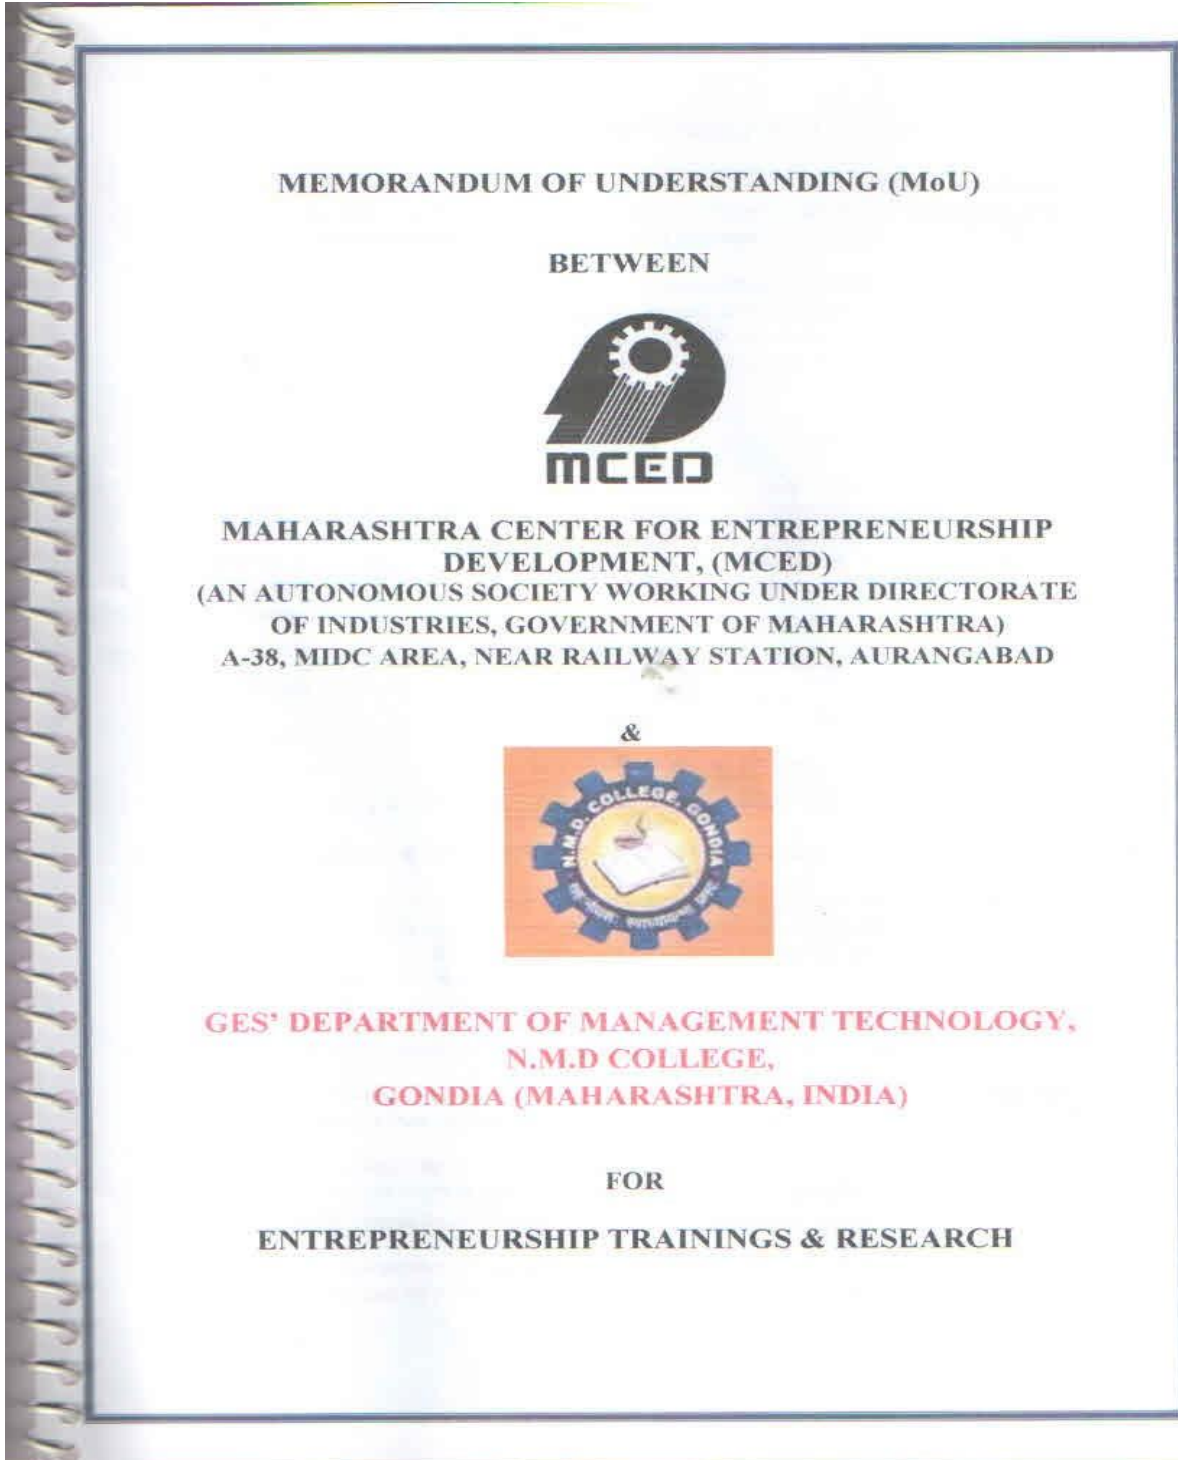 MEMORANDUM OF UNDERSTANDING (MoU)
BETWEEN
MCED
MAHARASHTRA CENTER FOR ENTREPRENEURSHIP
DEVELOPMENT, (MCED)
(AN AUTONOMOUS SOCIETY WORKING UNDER DIRECTORATE
OF INDUSTRIES, GOVERNMENT OF MAHARASHTRA)
A-38, MIDC AREA, NEAR RAILWAY STATION, AURANGABAD
&
N.M.D. COLLEGE, GONDIA
GES' DEPARTMENT OF MANAGEMENT TECHNOLOGY,
N.M.D COLLEGE,
GONDIA (MAHARASHTRA, INDIA)
FOR
ENTREPRENEURSHIP TRAININGS & RESEARCH